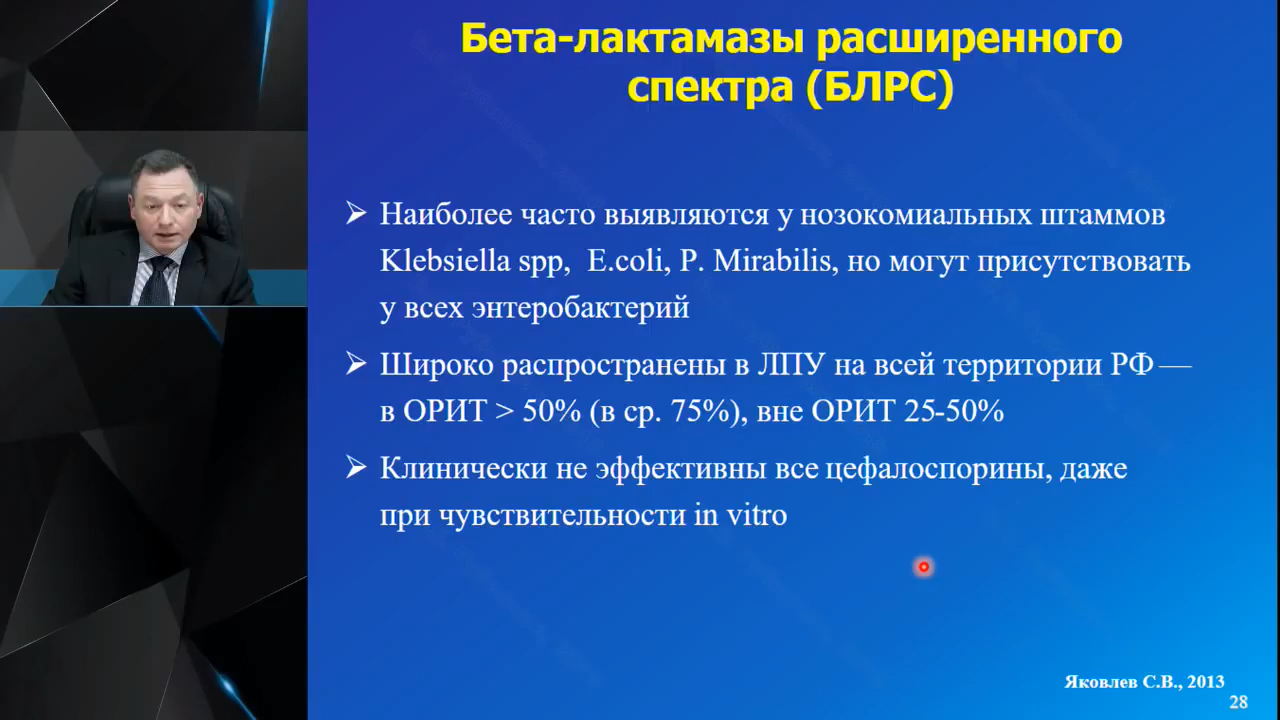 Бета-лактамазы расширенного
спектра (БЛРС)
Наиболее часто выявляются у нозокомиальных штаммов
Klebsiella spp, E.coli, P. Mirabilis, но могут присутствовать
у всех энтеробактерий
Широко распространены в ЛПУ на всей территории РФ —
в ОРИТ > 50% (в ср. 75%), вне ОРИТ 25-50%
Клинически не эффективны все цефалоспорины, даже
при чувствительности in vitro
Яковлев С.В., 2013
28